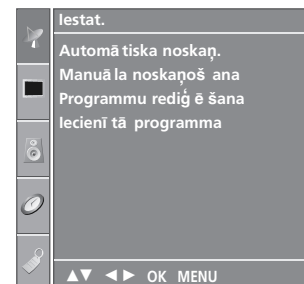 Iestat.
Automātiska noskaņ.
Manuāla noskaņošana
Programmu rediģēšana
Iecienītā programma
▲▼ ◄► OK MENU